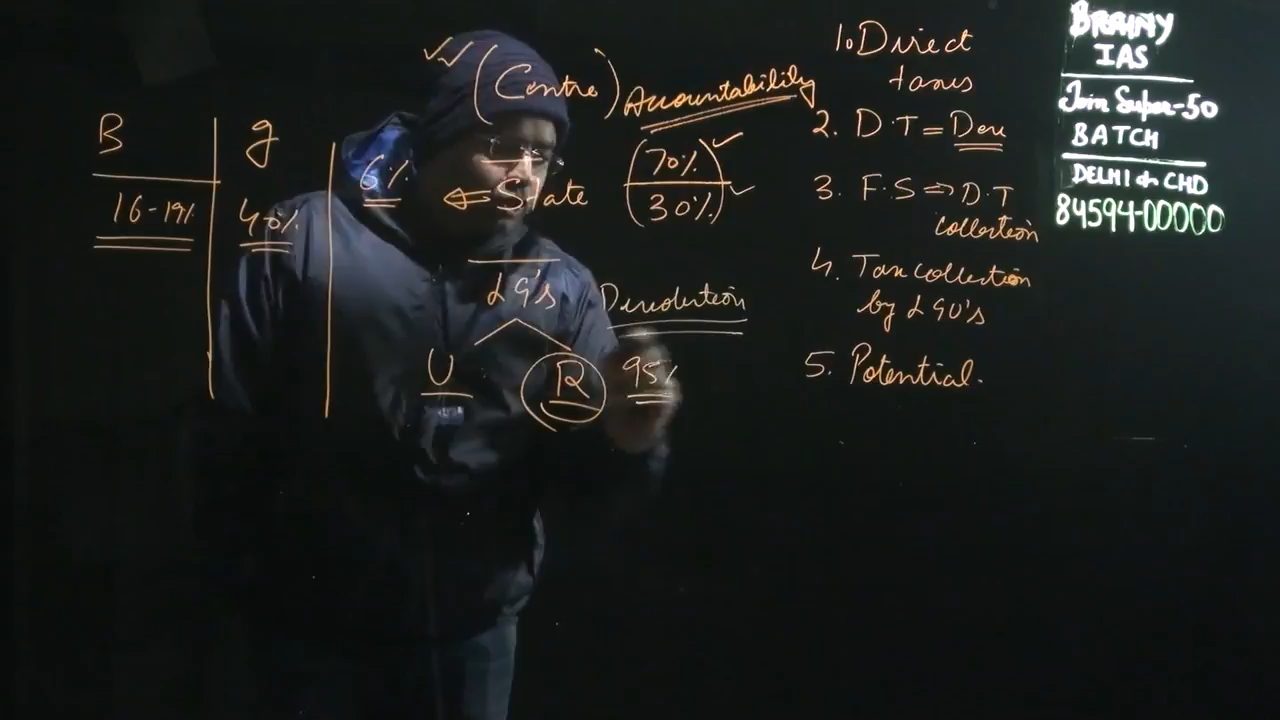 B
16-19%
g
40%
6%
(Centre)
Accountability
State
70%
30%
LG's
U
R
Devolution
95%
1. Direct
taxes
2. D.T = Dev
3. F.S => D.T
collection
4. Tax collection
by LGO's
5. Potential.
BRAINY
IAS
Join Super-50
BATCH
DELHI & CHD
84594-00000